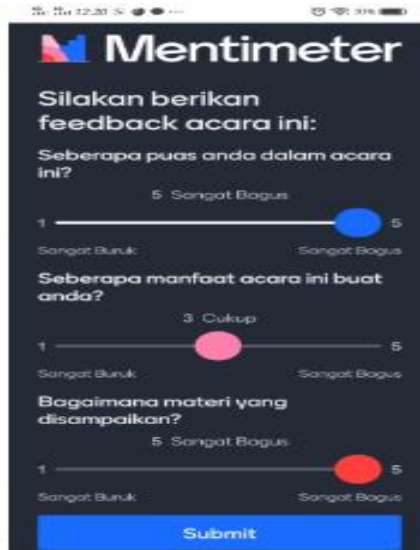 12.20
Mentimeter
Silakan berikan
feedback acara ini:
Seberapa puas anda dalam acara
ini?
5 Sangat Bagus
1 5
Sangat Buruk Sangat Bagus
Seberapa manfaat acara ini buat
anda?
3 Cukup
1 5
Sangat Buruk Sangat Bagus
Bagaimana materi yang
disampaikan?
5 Sangat Bagus
1 5
Sangat Buruk Sangat Bagus
Submit